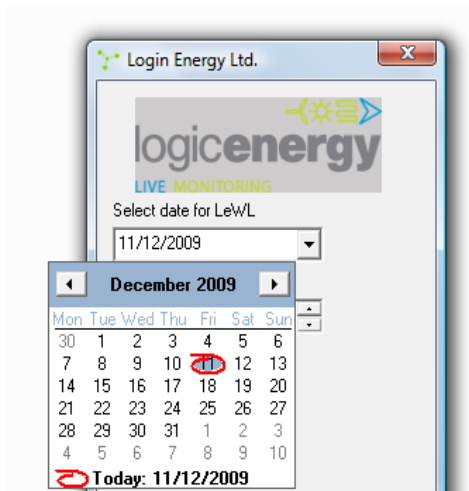 Login Energy Ltd.
logicenergy
LIVE MONITORING
Select date for LeWL
11/12/2009
December 2009
Mon Tue Wed Thu Fri Sat Sun
30 1 2 3 4 5 6
7 8 9 10 11 12 13
14 15 16 17 18 19 20
21 22 23 24 25 26 27
28 29 30 31 1 2 3
4 5 6 7 8 9 10
Today: 11/12/2009